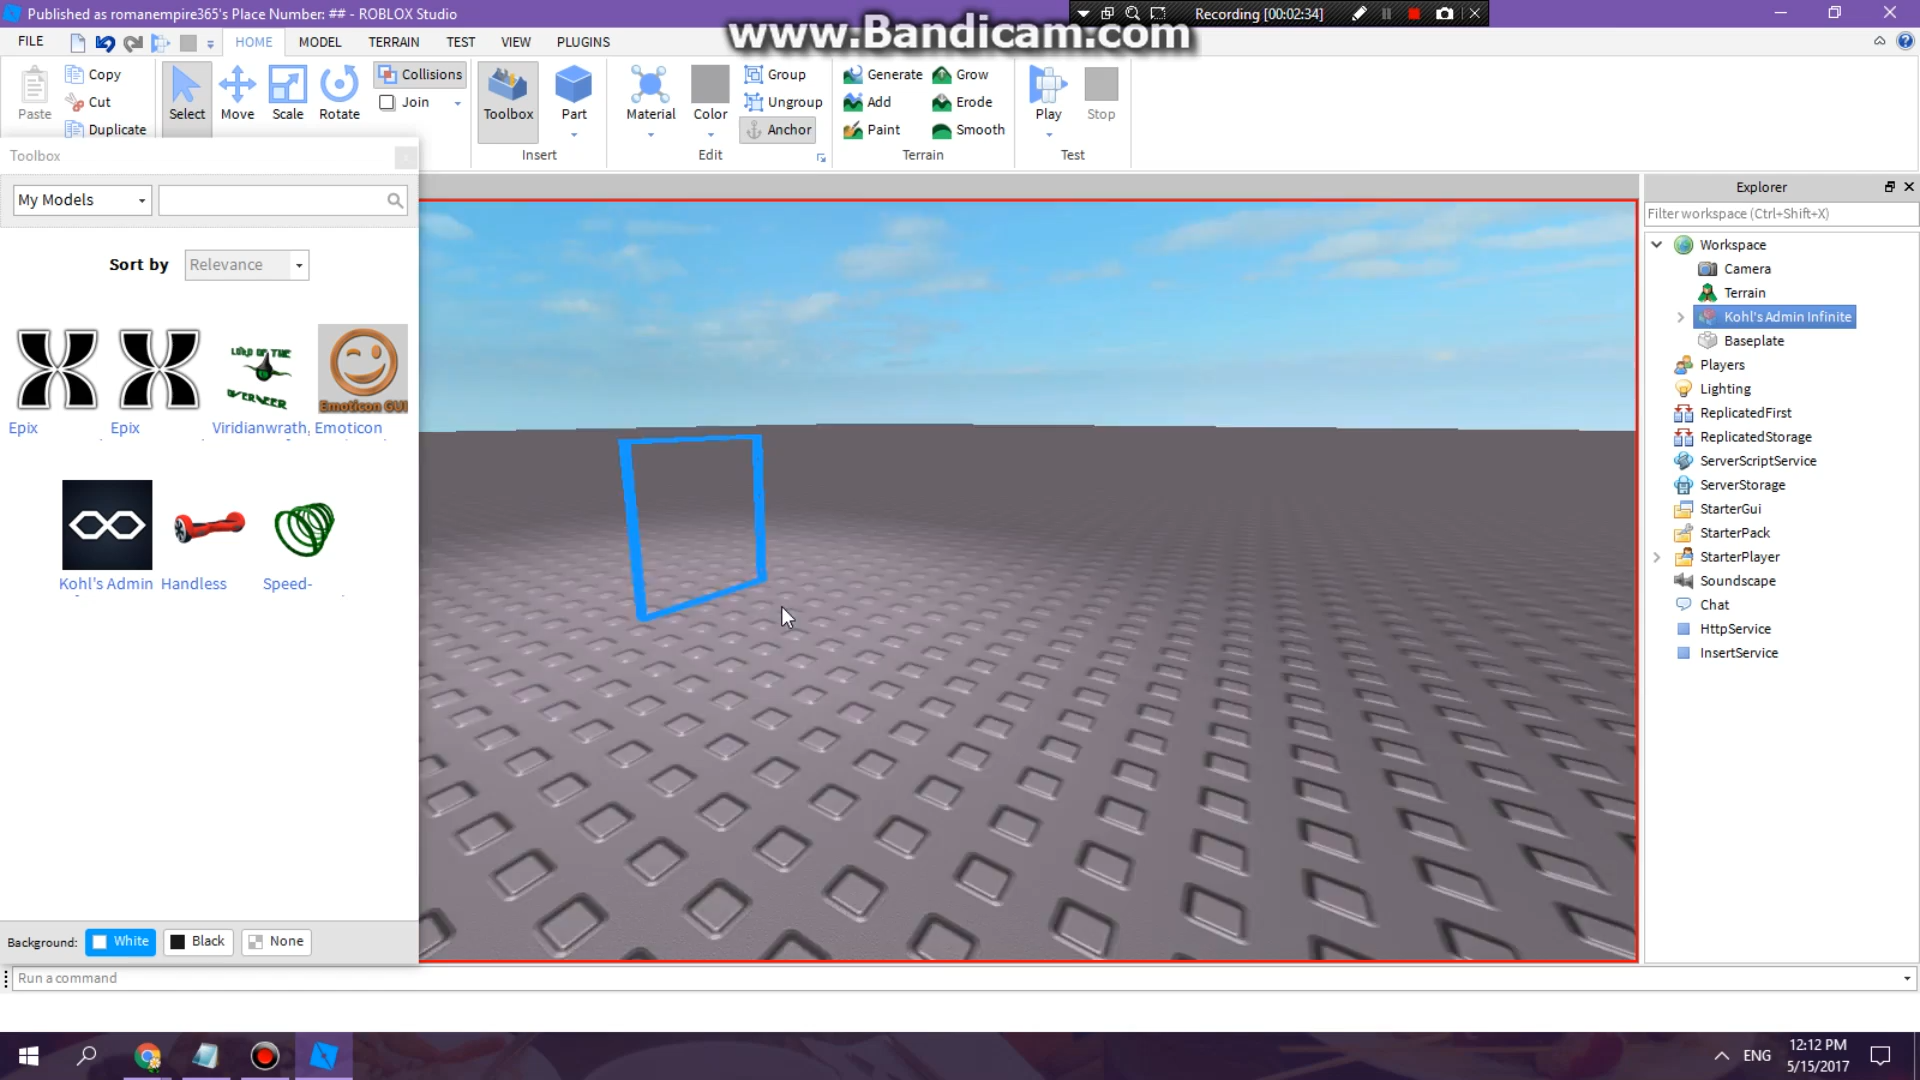 Published as romanempire365's Place Number: ## - ROBLOX Studio
Recording [00:02:34]
www.Bandicam.com
FILE HOME MODEL TERRAIN TEST VIEW PLUGINS
Paste Copy Cut Duplicate
Select Move Scale Rotate
Collisions
Join
Toolbox Part
Insert
Material Color
Group
Ungroup
Anchor
Edit
Generate Grow
Add Erode
Paint Smooth
Terrain
Play Stop
Test
Toolbox
My Models
Sort by Relevance
LORD OF THE
OVERSEER
Emoticon GUI
Epix Epix Viridianwrath, Emoticon
Kohl's Admin Handless Speed-
Background: White Black None
Run a command
Explorer
Filter workspace (Ctrl+Shift+X)
Workspace
Camera
Terrain
Kohl's Admin Infinite
Baseplate
Players
Lighting
ReplicatedFirst
ReplicatedStorage
ServerScriptService
ServerStorage
StarterGui
StarterPack
StarterPlayer
Soundscape
Chat
HttpService
InsertService
ENG
12:12 PM
5/15/2017